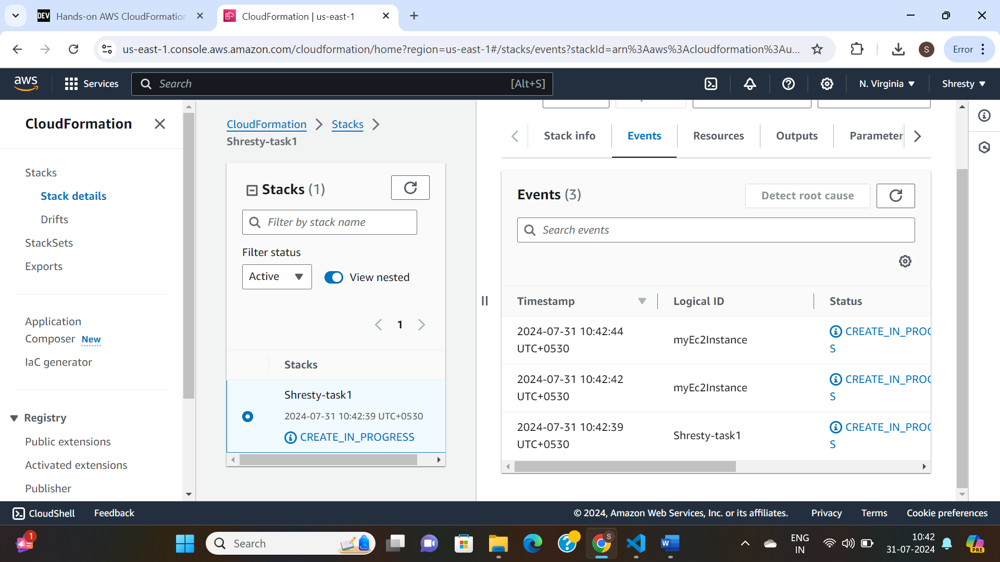 DEV Hands-on AWS CloudFormation
CloudFormation | us-east-1
us-east-1.console.aws.amazon.com/cloudformation/home?region=us-east-1#/stacks/events?stackId=arn%3Aaws%3Acloudformation%3Au...
S
Error
aws
Services
Search
[Alt+S]
N. Virginia
Shresty
CloudFormation
Stacks
Stack details
Drifts
StackSets
Exports
Application
Composer New
IaC generator
Registry
Public extensions
Activated extensions
Publisher
CloudFormation
Stacks
Shresty-task1
Stacks (1)
Filter by stack name
Filter status
Active
View nested
1
Stacks
Shresty-task1
2024-07-31 10:42:39 UTC+0530
CREATE_IN_PROGRESS
Stack info
Events
Resources
Outputs
Parameter
Events (3)
Detect root cause
Search events
Timestamp
Logical ID
Status
2024-07-31 10:42:44
UTC+0530
myEc2Instance
CREATE_IN_PROG
S
2024-07-31 10:42:42
UTC+0530
myEc2Instance
CREATE_IN_PROG
S
2024-07-31 10:42:39
UTC+0530
Shresty-task1
CREATE_IN_PROG
S
CloudShell
Feedback
© 2024, Amazon Web Services, Inc. or its affiliates.
Privacy
Terms
Cookie preferences
1
Search
S
W
ENG
IN
10:42
31-07-2024
PRE